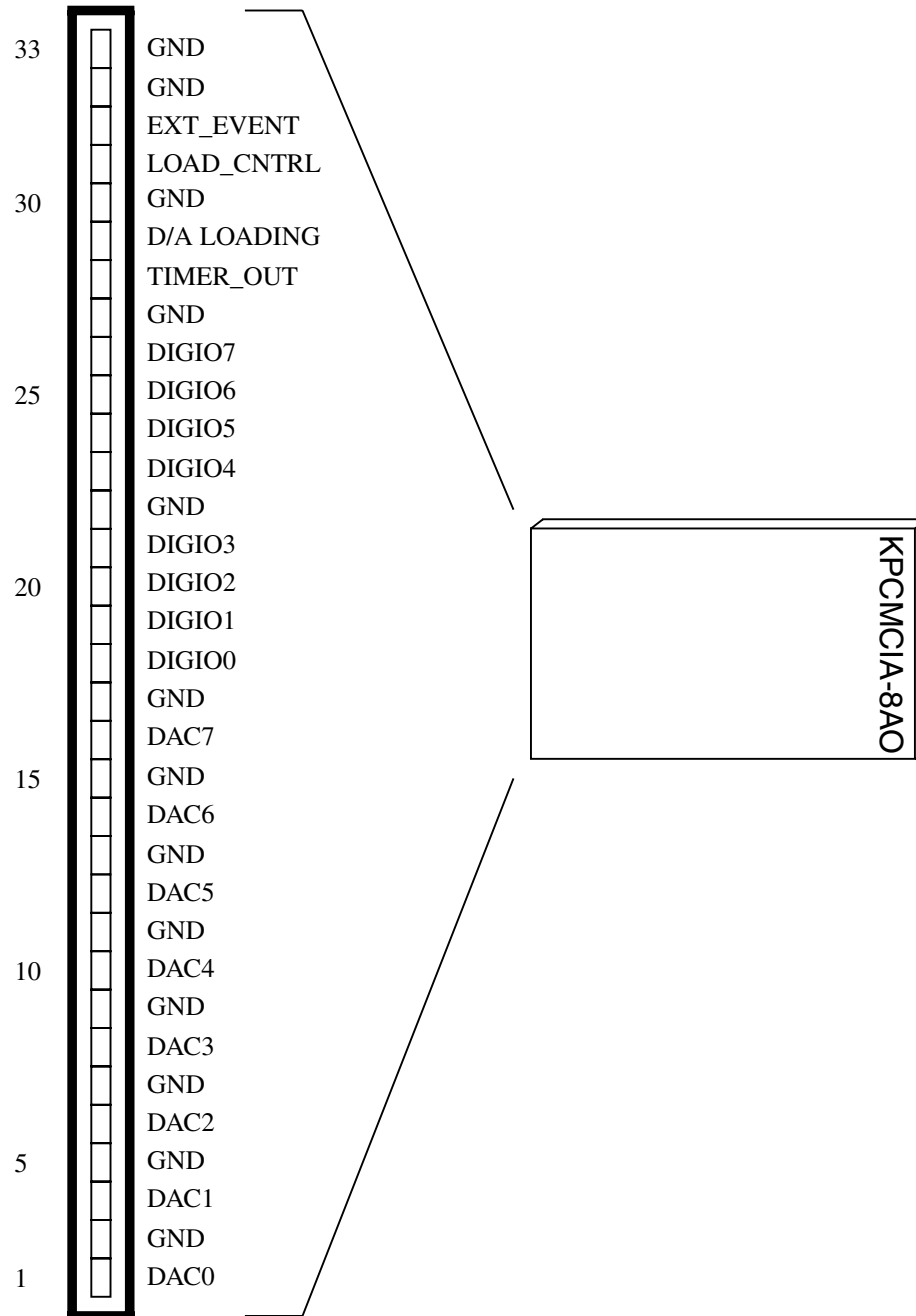 33 GND
GND
EXT_EVENT
LOAD_CNTRL
30 GND
D/A LOADING
TIMER_OUT
GND
DIGIO7
25 DIGIO6
DIGIO5
DIGIO4
GND
DIGIO3
20 DIGIO2
DIGIO1
DIGIO0
GND
DAC7
15 GND
DAC6
GND
DAC5
GND
10 DAC4
GND
DAC3
GND
DAC2
5 GND
DAC1
GND
1 DAC0
KPCMCIA-8AO